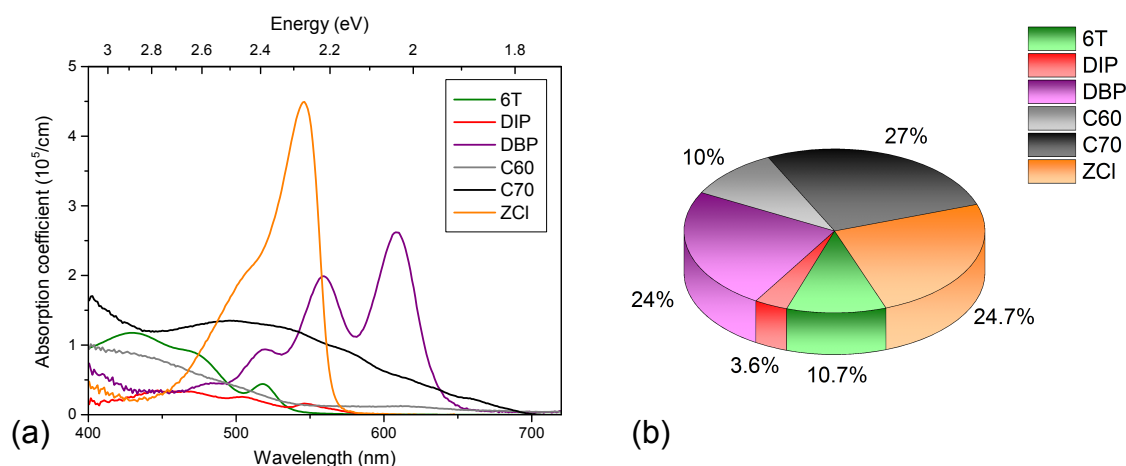 Energy (eV)
3 2.8 2.6 2.4 2.2 2 1.8
5
4
3
2
1
0
Absorption coefficient (10⁵/cm)
6T
DIP
DBP
C60
C70
ZCl
400 500 600 700
Wavelength (nm)
(a)
6T
DIP
DBP
C60
C70
ZCl
27%
10%
24%
24.7%
3.6%
10.7%
(b)